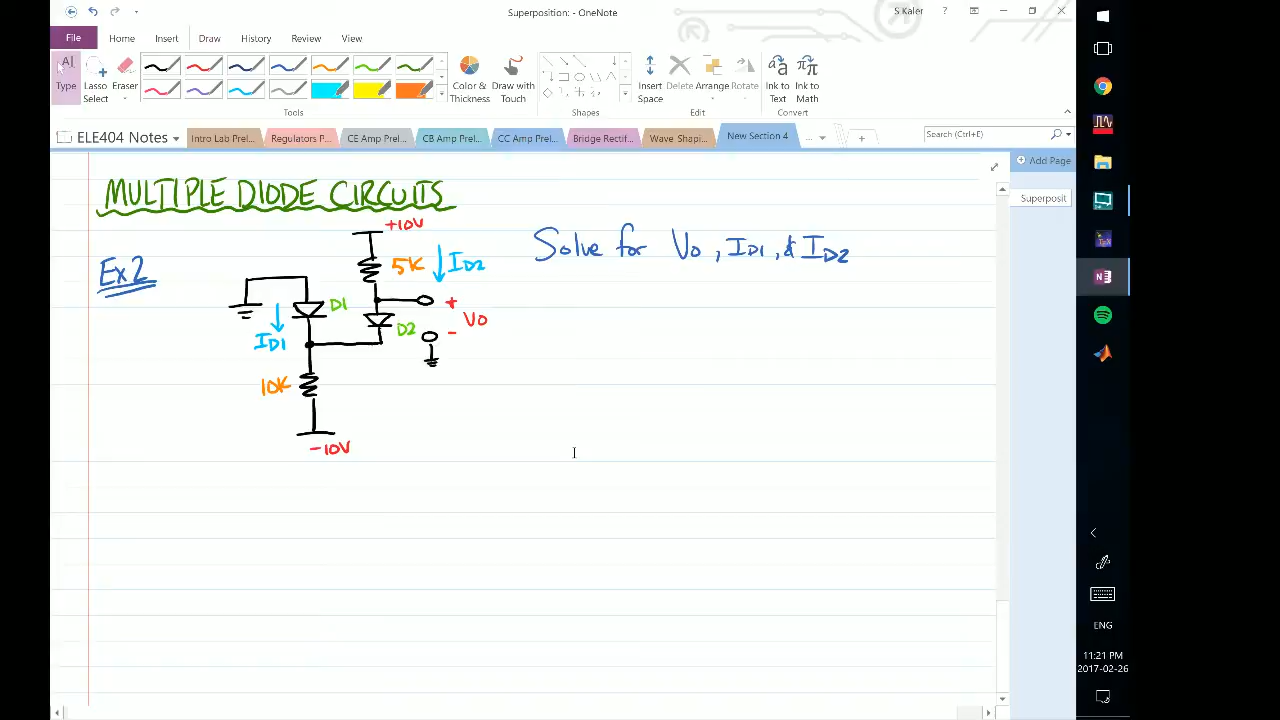 Superposition: - OneNote
S Kaler
?
File
Home
Insert
Draw
History
Review
View
Type
Lasso Select
Eraser
Color & Thickness
Draw with Touch
Insert Space
Delete
Arrange
Rotate
Ink to Text
Ink to Math
Tools
Shapes
Edit
Convert
ELE404 Notes
Intro Lab Prel...
Regulators P...
CE Amp Prel...
CB Amp Prel...
CC Amp Prel...
Bridge Rectif...
Wave Shapi...
New Section 4
...
Search (Ctrl+E)
Add Page
Superposit
MULTIPLE DIODE CIRCUITS
Ex2
Solve for Vo, ID1, & ID2
+10V
5K
ID2
D1
+
Vo
-
D2
ID1
10K
-10V
ENG
11:21 PM
2017-02-26